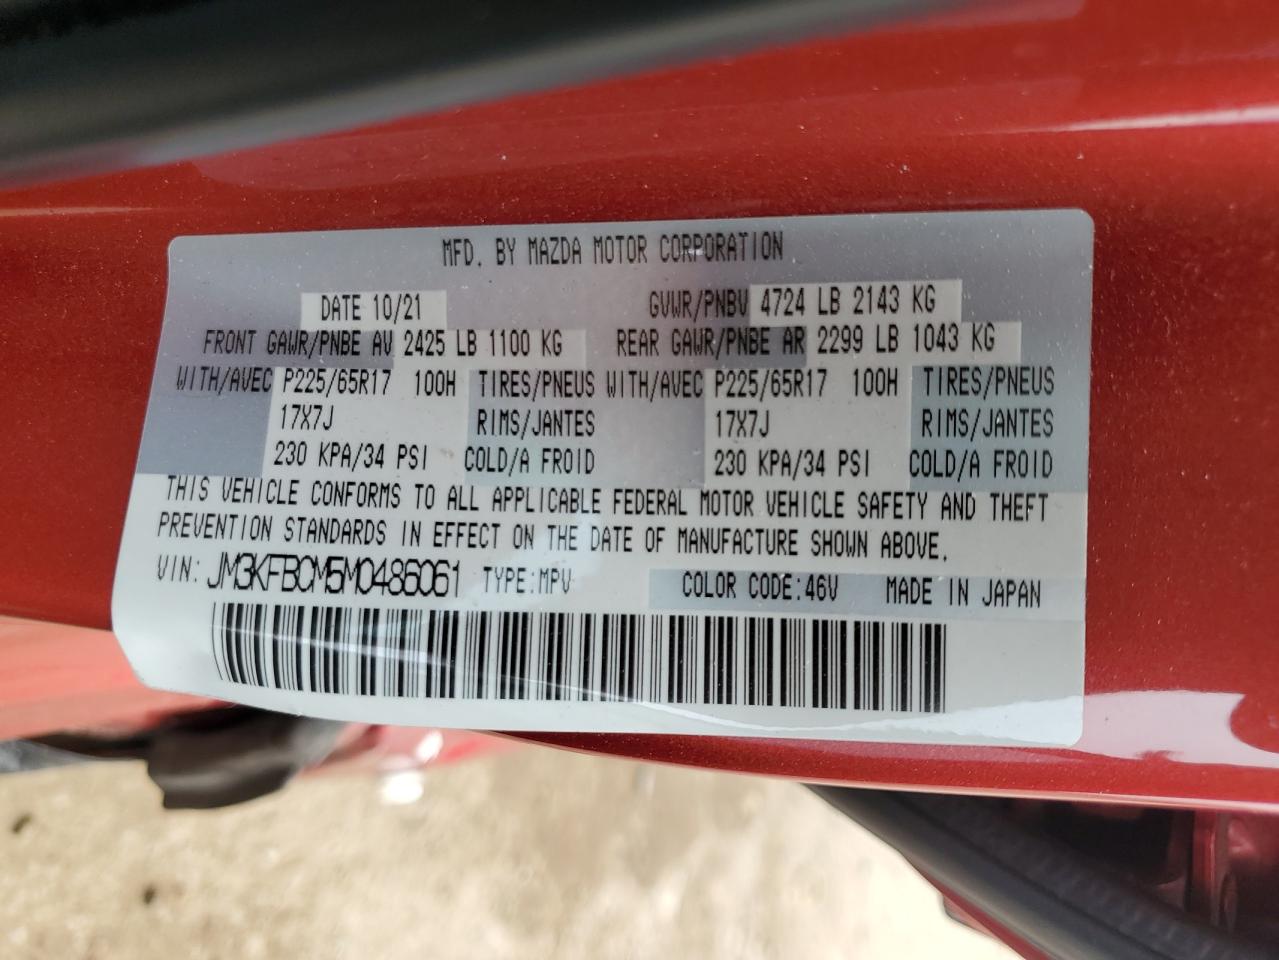 MFD. BY MAZDA MOTOR CORPORATION
DATE 10/21 GVWR/PNBV 4724 LB 2143 KG
FRONT GAWR/PNBE AV 2425 LB 1100 KG REAR GAWR/PNBE AR 2299 LB 1043 KG
WITH/AVEC P225/65R17 100H TIRES/PNEUS WITH/AVEC P225/65R17 100H TIRES/PNEUS
17X7J RIMS/JANTES 17X7J RIMS/JANTES
230 KPA/34 PSI COLD/A FROID 230 KPA/34 PSI COLD/A FROID
THIS VEHICLE CONFORMS TO ALL APPLICABLE FEDERAL MOTOR VEHICLE SAFETY AND THEFT
PREVENTION STANDARDS IN EFFECT ON THE DATE OF MANUFACTURE SHOWN ABOVE.
VIN: JM3KFBCM5M0486061 TYPE:MPV COLOR CODE:46V MADE IN JAPAN